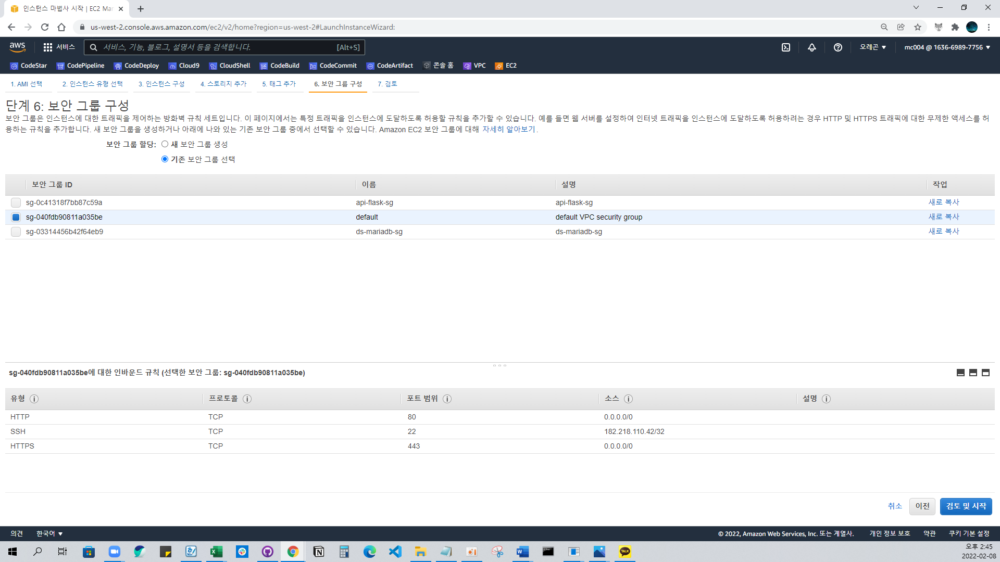 인스턴스 마법사 시작 | EC2 Mar
us-west-2.console.aws.amazon.com/ec2/v2/home?region=us-west-2#LaunchInstanceWizard:
aws 서비스 서비스, 기능, 블로그, 설명서 등을 검색합니다. [Alt+S] 오레곤 ▼ mc004 @ 1636-6989-7756 ▼
CodeStar CodePipeline CodeDeploy Cloud9 CloudShell CodeBuild CodeCommit CodeArtifact 콘솔 홈 VPC EC2
1. AMI 선택 2. 인스턴스 유형 선택 3. 인스턴스 구성 4. 스토리지 추가 5. 태그 추가 6. 보안 그룹 구성 7. 검토
단계 6: 보안 그룹 구성
보안 그룹은 인스턴스에 대한 트래픽을 제어하는 방화벽 규칙 세트입니다. 이 페이지에서는 특정 트래픽을 인스턴스에 도달하도록 허용할 규칙을 추가할 수 있습니다. 예를 들면 웹 서버를 설정하여 인터넷 트래픽을 인스턴스에 도달하도록 허용하려는 경우 HTTP 및 HTTPS 트래픽에 대한 무제한 액세스를 허
용하는 규칙을 추가합니다. 새 보안 그룹을 생성하거나 아래에 나와 있는 기존 보안 그룹 중에서 선택할 수 있습니다. Amazon EC2 보안 그룹에 대해 자세히 알아보기.
보안 그룹 할당: 새 보안 그룹 생성
기존 보안 그룹 선택
보안 그룹 ID 이름 설명 작업
sg-0c41318f7bb87c59a api-flask-sg api-flask-sg 새로 복사
sg-040fdb90811a035be default default VPC security group 새로 복사
sg-03314456b42f64eb9 ds-mariadb-sg ds-mariadb-sg 새로 복사
sg-040fdb90811a035be에 대한 인바운드 규칙 (선택한 보안 그룹: sg-040fdb90811a035be)
유형 i 프로토콜 i 포트 범위 i 소스 i 설명 i
HTTP TCP 80 0.0.0.0/0
SSH TCP 22 182.218.110.42/32
HTTPS TCP 443 0.0.0.0/0
취소 이전 검토 및 시작
의견 한국어 ▼ © 2022, Amazon Web Services, Inc. 또는 계열사. 개인 정보 보호 약관 쿠키 기본 설정
오후 2:45
2022-02-08